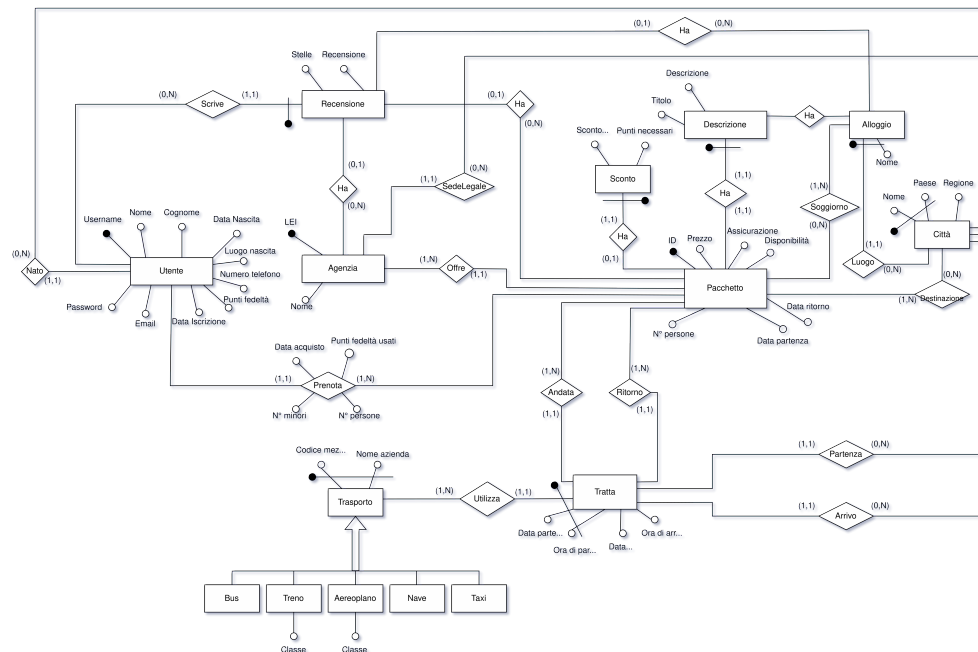 (0,1)
Ha
(0,N)
Stelle
Recensione
(0,N)
Scrive
(1,1)
Recensione
(0,1)
Ha
(0,N)
Descrizione
Titolo
Descrizione
Ha
Alloggio
Nome
Sconto...
Punti necessari
Sconto
(1,1)
Ha
(0,1)
(1,1)
Ha
(1,1)
(1,N)
Soggiorno
(0,N)
(0,1)
Ha
(0,N)
(1,1)
SedeLegale
(0,N)
Nome
Paese
Regione
Città
(1,1)
Luogo
(0,N)
Username
Nome
Cognome
Data Nascita
Luogo nascita
Numero telefono
Punti fedeltà
Utente
Password
Email
Data Iscrizione
(0,N)
Nato
(1,1)
LEI
Agenzia
Nome
(1,N)
Offre
(1,1)
ID
Prezzo
Assicurazione
Disponibilità
Pacchetto
N° persone
Data ritorno
Data partenza
(1,N)
Destinazione
(0,N)
Data acquisto
Punti fedeltà usati
(1,1)
Prenota
(1,N)
N° minori
N° persone
(1,N)
Andata
(1,1)
(1,N)
Ritorno
(1,1)
Codice mez...
Nome azienda
Trasporto
(1,N)
Utilizza
(1,1)
Tratta
Data parte...
Ora di par...
Data...
Ora di arr...
(1,1)
Partenza
(0,N)
(1,1)
Arrivo
(0,N)
Bus
Treno
Aereoplano
Nave
Taxi
Classe
Classe